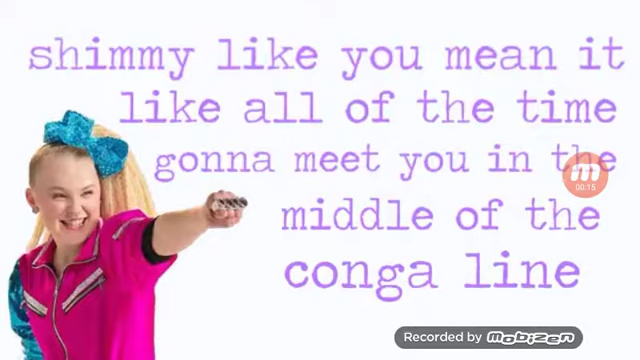 shimmy like you mean it
like all of the time
gonna meet you in the
middle of the
conga line
00:15
Recorded by mobizen